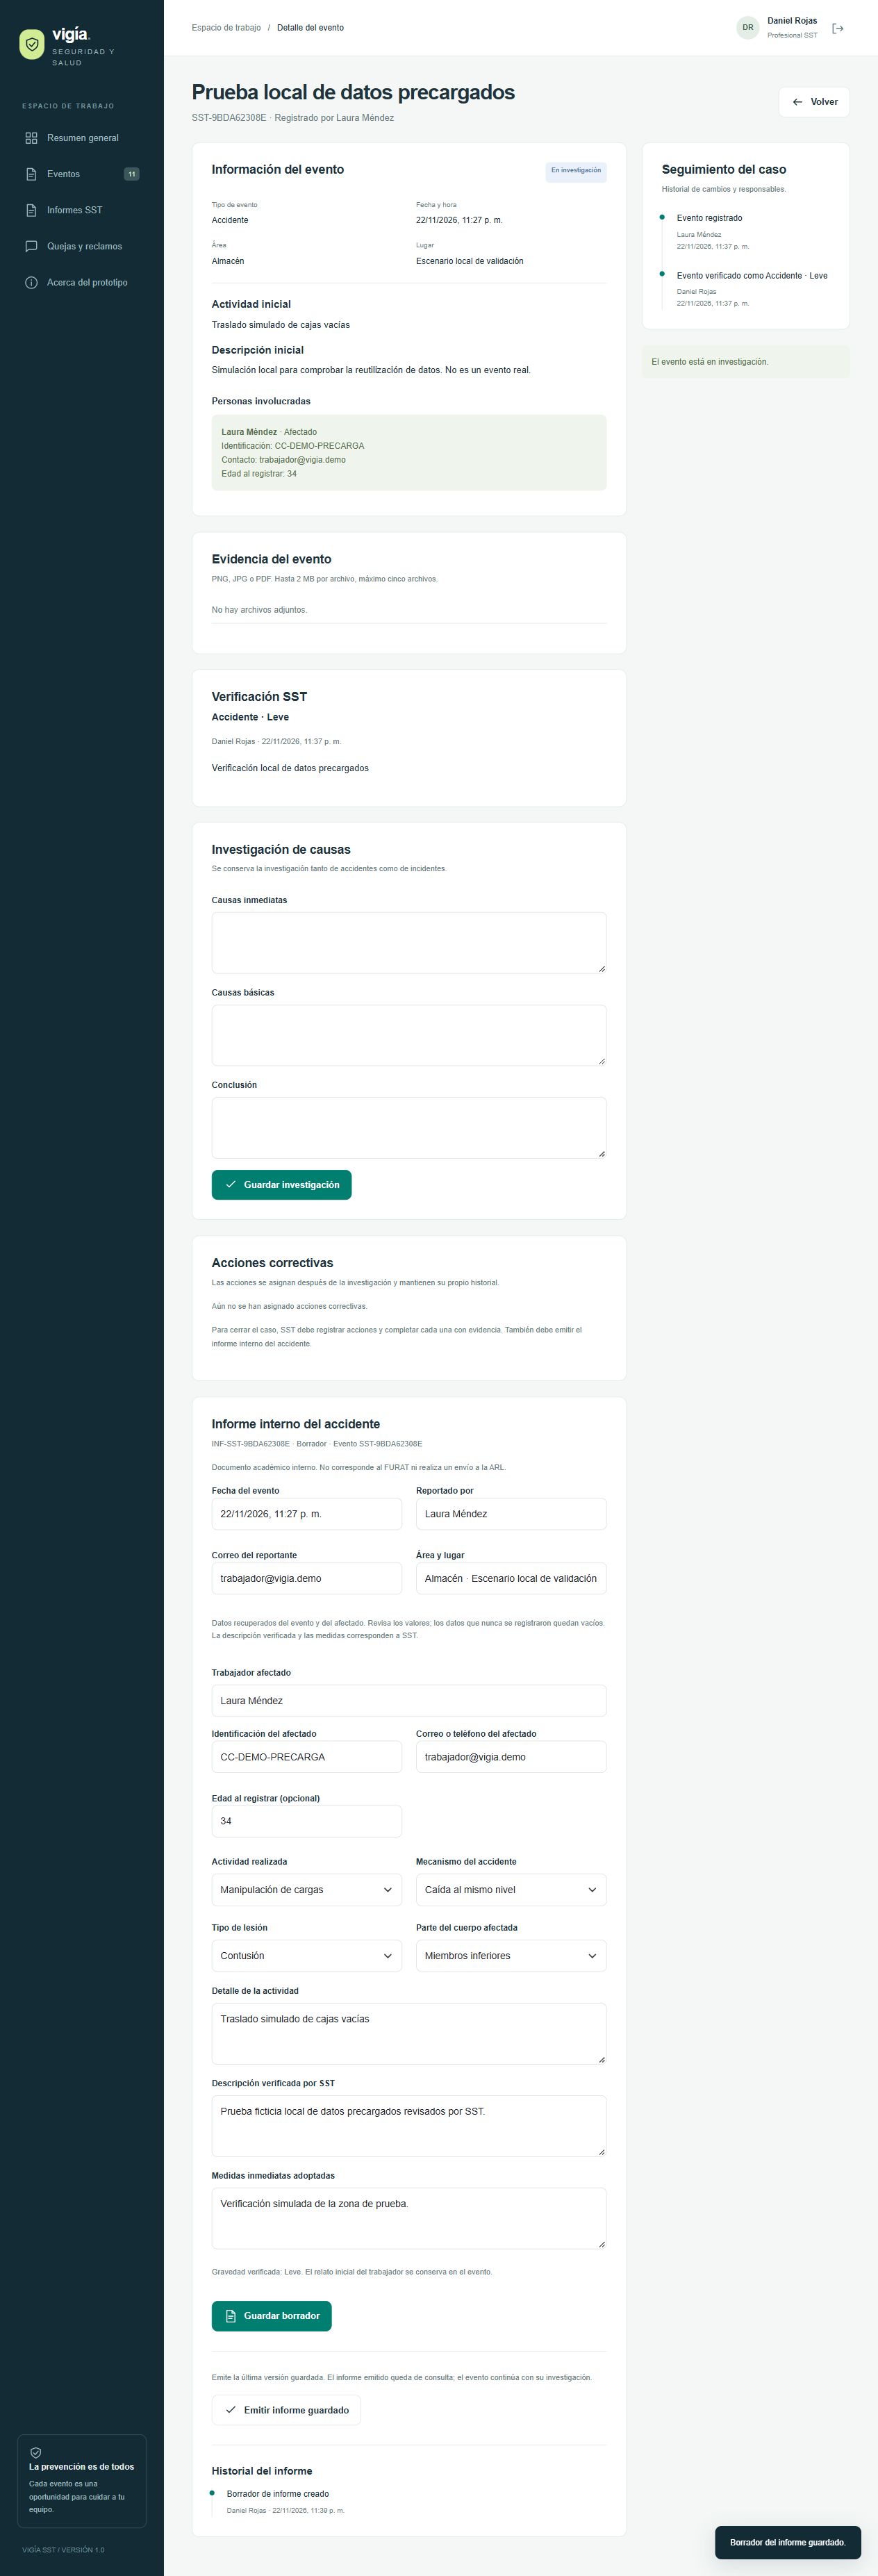 vigía.
SEGURIDAD Y
SALUD
ESPACIO DE TRABAJO
Resumen general
Eventos 11
Informes SST
Quejas y reclamos
Acerca del prototipo
La prevención es de todos
Cada evento es una
oportunidad para cuidar a tu
equipo.
VIGÍA SST / VERSIÓN 1.0
Espacio de trabajo / Detalle del evento
DR
Daniel Rojas
Profesional SST
Prueba local de datos precargados
SST-9BDA62308E · Registrado por Laura Méndez
Volver
Información del evento
En investigación
Tipo de evento
Accidente
Fecha y hora
22/11/2026, 11:27 p. m.
Área
Almacén
Lugar
Escenario local de validación
Actividad inicial
Traslado simulado de cajas vacías
Descripción inicial
Simulación local para comprobar la reutilización de datos. No es un evento real.
Personas involucradas
Laura Méndez · Afectado
Identificación: CC-DEMO-PRECARGA
Contacto: trabajador@vigia.demo
Edad al registrar: 34
Seguimiento del caso
Historial de cambios y responsables.
Evento registrado
Laura Méndez
22/11/2026, 11:37 p. m.
Evento verificado como Accidente · Leve
Daniel Rojas
22/11/2026, 11:37 p. m.
El evento está en investigación.
Evidencia del evento
PNG, JPG o PDF. Hasta 2 MB por archivo, máximo cinco archivos.
No hay archivos adjuntos.
Verificación SST
Accidente · Leve
Daniel Rojas · 22/11/2026, 11:37 p. m.
Verificación local de datos precargados
Investigación de causas
Se conserva la investigación tanto de accidentes como de incidentes.
Causas inmediatas
Causas básicas
Conclusión
Guardar investigación
Acciones correctivas
Las acciones se asignan después de la investigación y mantienen su propio historial.
Aún no se han asignado acciones correctivas.
Para cerrar el caso, SST debe registrar acciones y completar cada una con evidencia. También debe emitir el
informe interno del accidente.
Informe interno del accidente
INF-SST-9BDA62308E · Borrador · Evento SST-9BDA62308E
Documento académico interno. No corresponde al FURAT ni realiza un envío a la ARL.
Fecha del evento
22/11/2026, 11:27 p. m.
Reportado por
Laura Méndez
Correo del reportante
trabajador@vigia.demo
Área y lugar
Almacén · Escenario local de validación
Datos recuperados del evento y del afectado. Revisa los valores; los datos que nunca se registraron quedan vacíos.
La descripción verificada y las medidas corresponden a SST.
Trabajador afectado
Laura Méndez
Identificación del afectado
CC-DEMO-PRECARGA
Correo o teléfono del afectado
trabajador@vigia.demo
Edad al registrar (opcional)
34
Actividad realizada
Manipulación de cargas
Mecanismo del accidente
Caída al mismo nivel
Tipo de lesión
Contusión
Parte del cuerpo afectada
Miembros inferiores
Detalle de la actividad
Traslado simulado de cajas vacías
Descripción verificada por SST
Prueba ficticia local de datos precargados revisados por SST.
Medidas inmediatas adoptadas
Verificación simulada de la zona de prueba.
Gravedad verificada: Leve. El relato inicial del trabajador se conserva en el evento.
Guardar borrador
Emite la última versión guardada. El informe emitido queda de consulta; el evento continúa con su investigación.
Emitir informe guardado
Historial del informe
Borrador de informe creado
Daniel Rojas · 22/11/2026, 11:39 p. m.
Borrador del informe guardado.